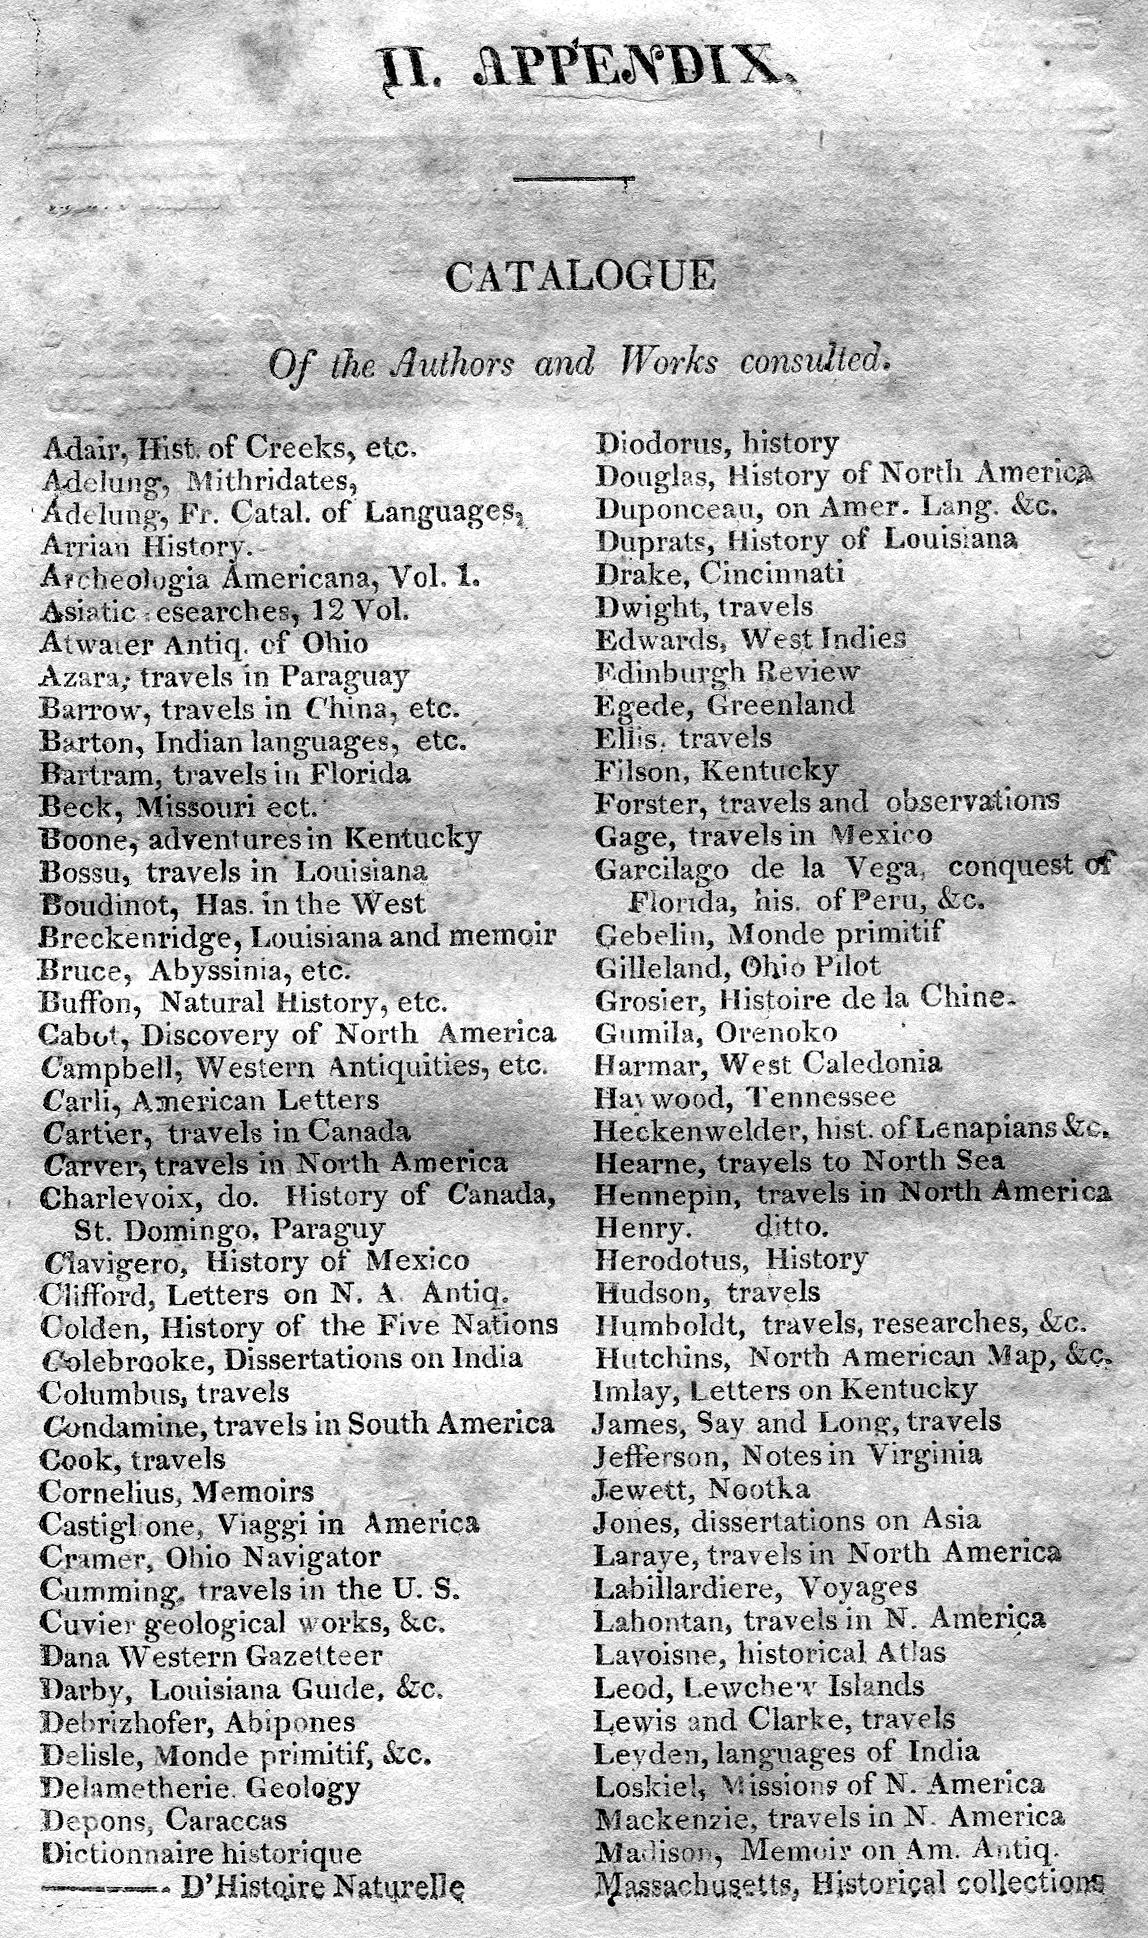 II. APPENDIX.
CATALOGUE
Of the Authors and Works consulted.
Adair, Hist. of Creeks, etc.
Adelung, Mithridates,
Adelung, Fr. Catal. of Languages,
Arrian History.
Archeologia Americana, Vol. 1.
Asiatic esearches, 12 Vol.
Atwater Antiq. of Ohio
Azara, travels in Paraguay
Barrow, travels in China, etc.
Barton, Indian languages, etc.
Bartram, travels in Florida
Beck, Missouri ect.
Boone, adventures in Kentucky
Bossu, travels in Louisiana
Boudinot, Has. in the West
Breckenridge, Louisiana and memoir
Bruce, Abyssinia, etc.
Buffon, Natural History, etc.
Cabot, Discovery of North America
Campbell, Western Antiquities, etc.
Carli, American Letters
Cartier, travels in Canada
Carver, travels in North America
Charlevoix, do. History of Canada,
St. Domingo, Paraguy
Clavigero, History of Mexico
Clifford, Letters on N. A. Antiq.
Colden, History of the Five Nations
Colebrooke, Dissertations on India
Columbus, travels
Condamine, travels in South America
Cook, travels
Cornelius, Memoirs
Castiglione, Viaggi in America
Cramer, Ohio Navigator
Cumming, travels in the U. S.
Cuvier geological works, &c.
Dana Western Gazetteer
Darby, Louisiana Guide, &c.
Debrizhofer, Abipones
Delisle, Monde primitif, &c.
Delametherie. Geology
Depons, Caraccas
Dictionnaire historique
———. D'Histoire Naturelle
Diodorus, history
Douglas, History of North America
Duponceau, on Amer. Lang. &c.
Duprats, History of Louisiana
Drake, Cincinnati
Dwight, travels
Edwards, West Indies
Edinburgh Review
Egede, Greenland
Ellis, travels
Filson, Kentucky
Forster, travels and observations
Gage, travels in Mexico
Garcilago de la Vega, conquest of
Florida, his. of Peru, &c.
Gebelin, Monde primitif
Gilleland, Ohio Pilot
Grosier, Histoire de la Chine.
Gumila, Orenoko
Harmar, West Caledonia
Haywood, Tennessee
Heckenwelder, hist. of Lenapians &c.
Hearne, travels to North Sea
Hennepin, travels in North America
Henry. ditto.
Herodotus, History
Hudson, travels
Humboldt, travels, researches, &c.
Hutchins, North American Map, &c.
Imlay, Letters on Kentucky
James, Say and Long, travels
Jefferson, Notes in Virginia
Jewett, Nootka
Jones, dissertations on Asia
Laraye, travels in North America
Labillardiere, Voyages
Lahontan, travels in N. America
Lavoisne, historical Atlas
Leod, Lewchew Islands
Lewis and Clarke, travels
Leyden, languages of India
Loskiel, Missions of N. America
Mackenzie, travels in N. America
Madison, Memoir on Am. Antiq.
Massachusetts, Historical collections